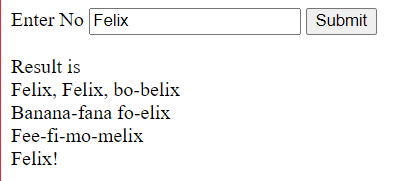 Enter No Felix Submit
Result is
Felix, Felix, bo-belix
Banana-fana fo-elix
Fee-fi-mo-melix
Felix!